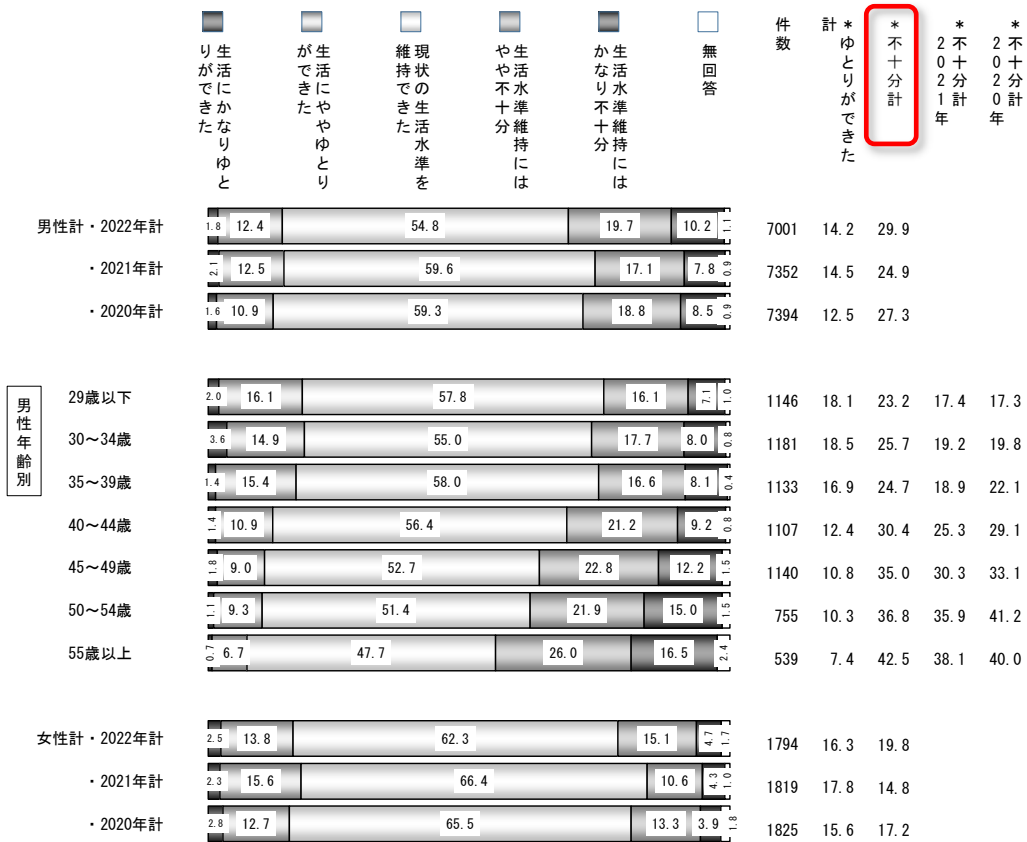 生活にかなりゆと
りができた
生活にややゆとり
ができた
現状の生活水準を
維持できた
生活水準維持には
やや不十分
生活水準維持には
かなり不十分
無回答
件数
*ゆとりができた
計
*不十分計
*不十分計
2021年
*不十分計
2020年
男性計・2022年計 1.8 12.4 54.8 19.7 10.2 1.1 7001 14.2 29.9
・2021年計 2.1 12.5 59.6 17.1 7.8 0.9 7352 14.5 24.9
・2020年計 1.6 10.9 59.3 18.8 8.5 0.9 7394 12.5 27.3
男性年齢別
29歳以下 2.0 16.1 57.8 16.1 7.1 1.0 1146 18.1 23.2 17.4 17.3
30～34歳 3.6 14.9 55.0 17.7 8.0 0.8 1181 18.5 25.7 19.2 19.8
35～39歳 1.4 15.4 58.0 16.6 8.1 0.4 1133 16.9 24.7 18.9 22.1
40～44歳 1.4 10.9 56.4 21.2 9.2 0.8 1107 12.4 30.4 25.3 29.1
45～49歳 1.8 9.0 52.7 22.8 12.2 1.5 1140 10.8 35.0 30.3 33.1
50～54歳 1.1 9.3 51.4 21.9 15.0 1.5 755 10.3 36.8 35.9 41.2
55歳以上 0.7 6.7 47.7 26.0 16.5 2.4 539 7.4 42.5 38.1 40.0
女性計・2022年計 2.5 13.8 62.3 15.1 4.7 1.7 1794 16.3 19.8
・2021年計 2.3 15.6 66.4 10.6 4.3 1.0 1819 17.8 14.8
・2020年計 2.8 12.7 65.5 13.3 3.9 1.8 1825 15.6 17.2